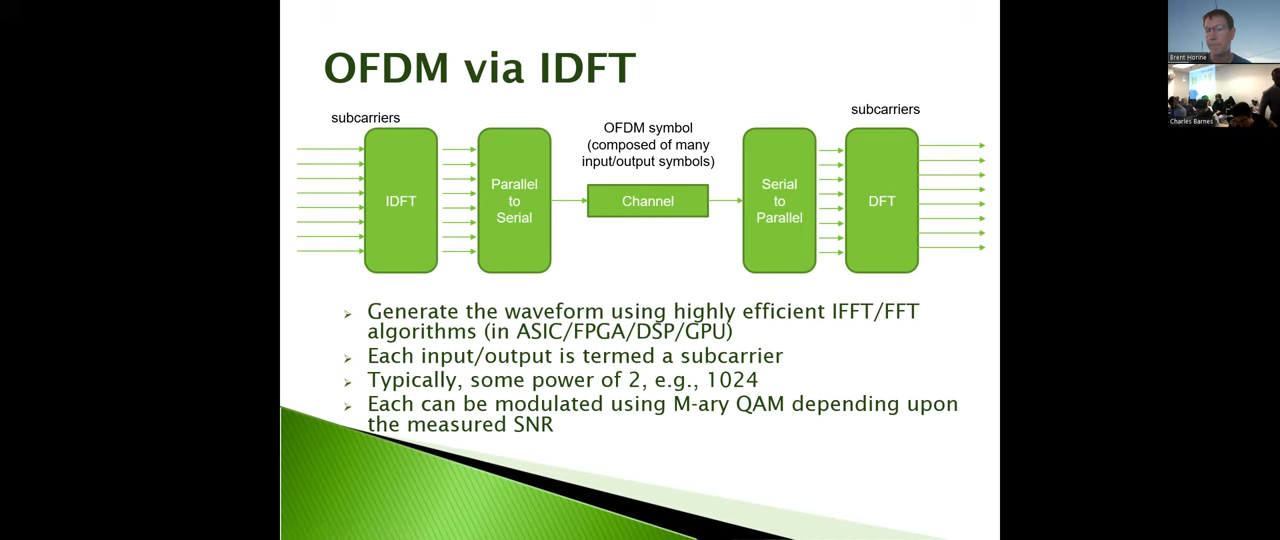 OFDM via IDFT
subcarriers
IDFT
Parallel
to
Serial
OFDM symbol
(composed of many
input/output symbols)
Channel
Serial
to
Parallel
subcarriers
DFT
Generate the waveform using highly efficient IFFT/FFT
algorithms (in ASIC/FPGA/DSP/GPU)
Each input/output is termed a subcarrier
Typically, some power of 2, e.g., 1024
Each can be modulated using M-ary QAM depending upon
the measured SNR
Brent Horine
Charles Barnes